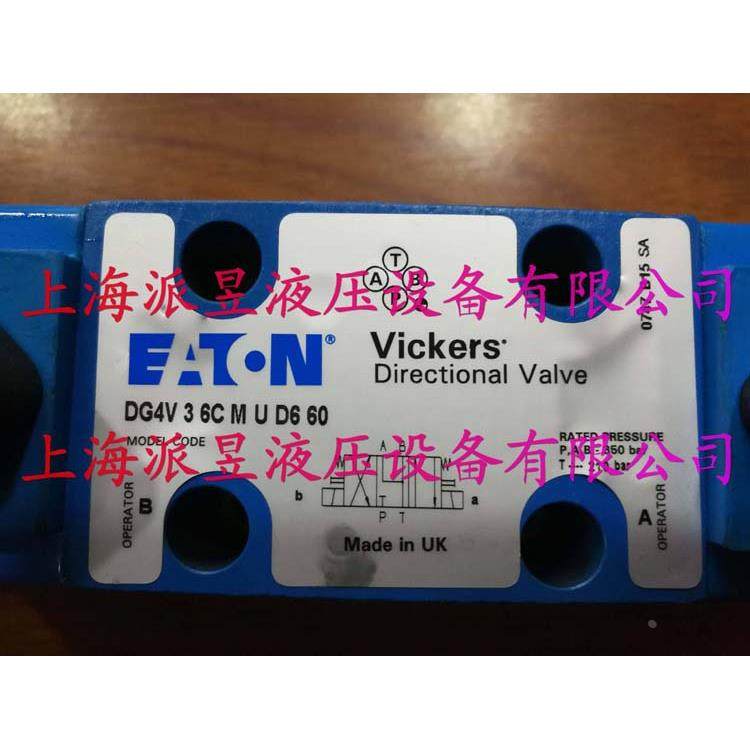 T
A B
上海派昱液压设备有限公司
EATON®
Vickers
Directional Valve
DG4V 3 6C M U D6 60
MODEL CODE
RATED PRESSURE
上海派昱液压设备有限公司
A B
b
a
T
P T
OPERATOR
B
OPERATOR
A
Made in UK